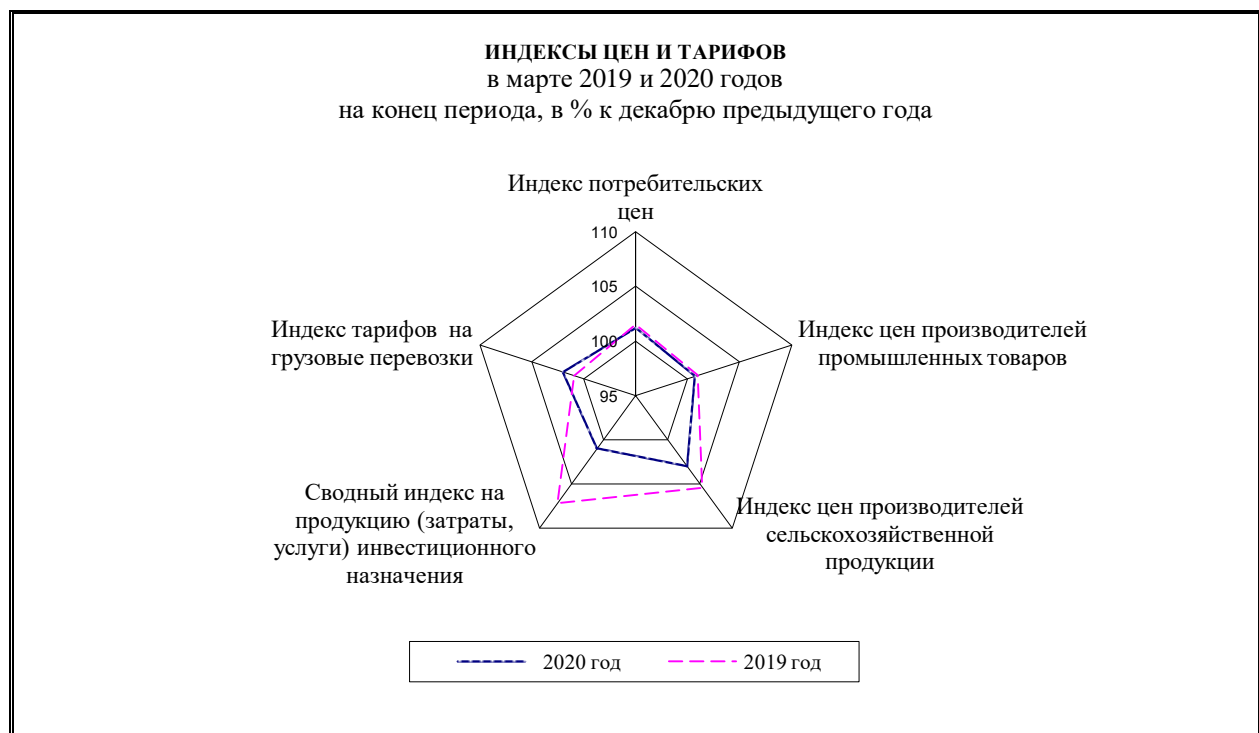 ИНДЕКСЫ ЦЕН И ТАРИФОВ
в марте 2019 и 2020 годов
на конец периода, в % к декабрю предыдущего года
Индекс потребительских
цен
110
105
100
95
Индекс тарифов на
грузовые перевозки
Индекс цен производителей
промышленных товаров
Сводный индекс на
продукцию (затраты,
услуги) инвестиционного
назначения
Индекс цен производителей
сельскохозяйственной
продукции
2020 год
2019 год